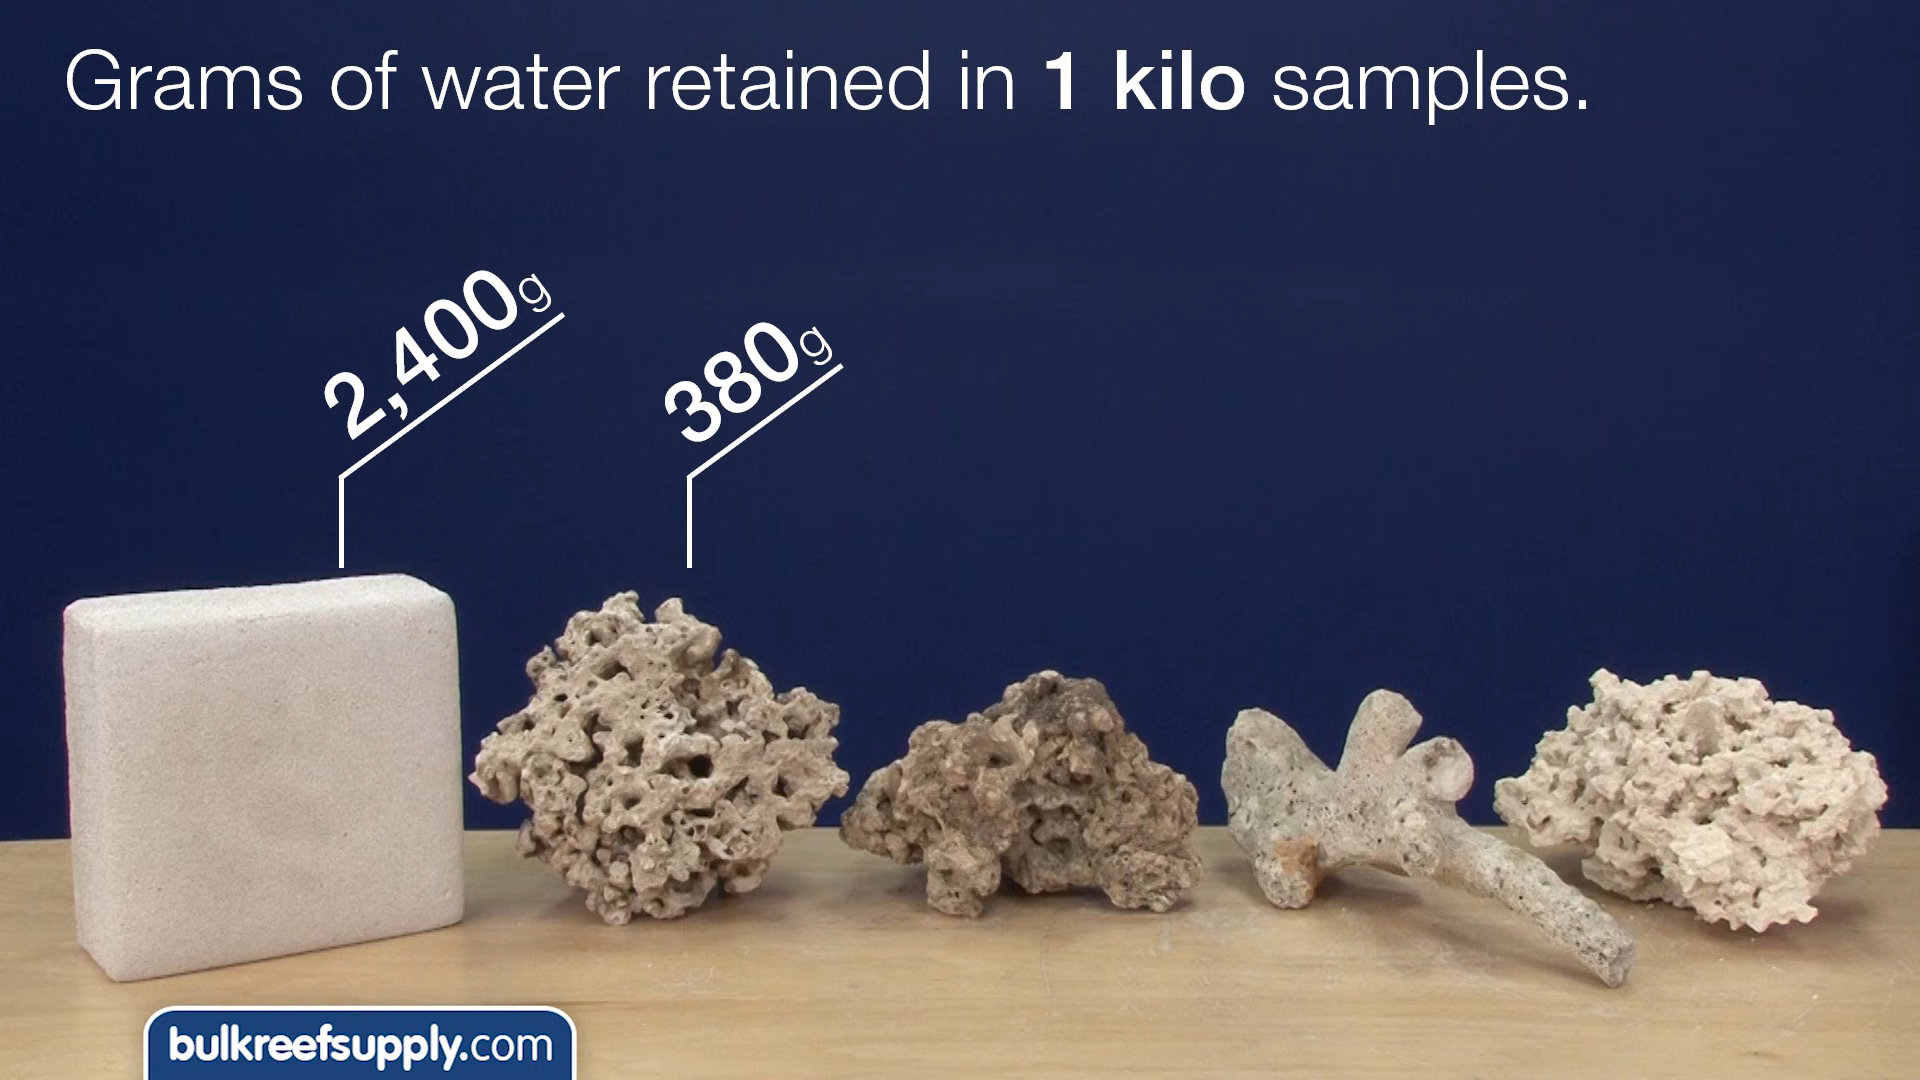 Grams of water retained in 1 kilo samples.
2,400g
380g
bulkreefsupply.com